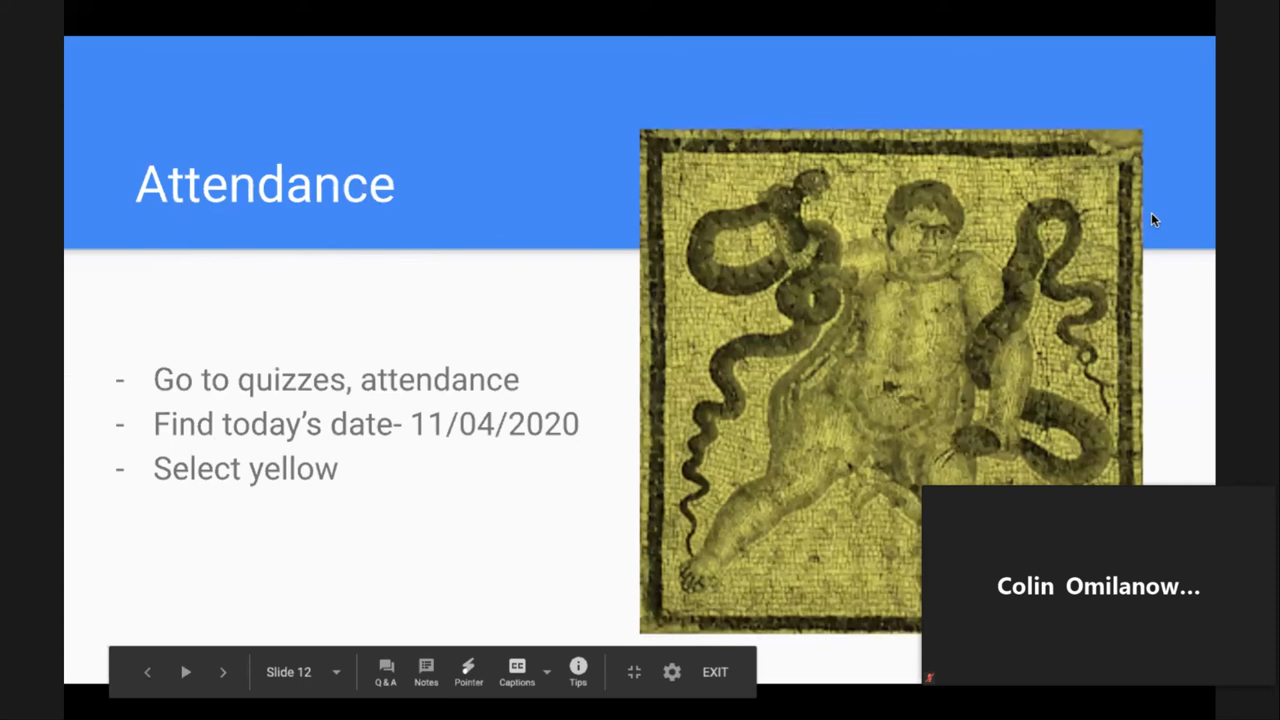 Attendance
- Go to quizzes, attendance
- Find today’s date- 11/04/2020
- Select yellow
Colin Omilanow...
Slide 12
Q & A
Notes
Pointer
CC
Captions
Tips
EXIT